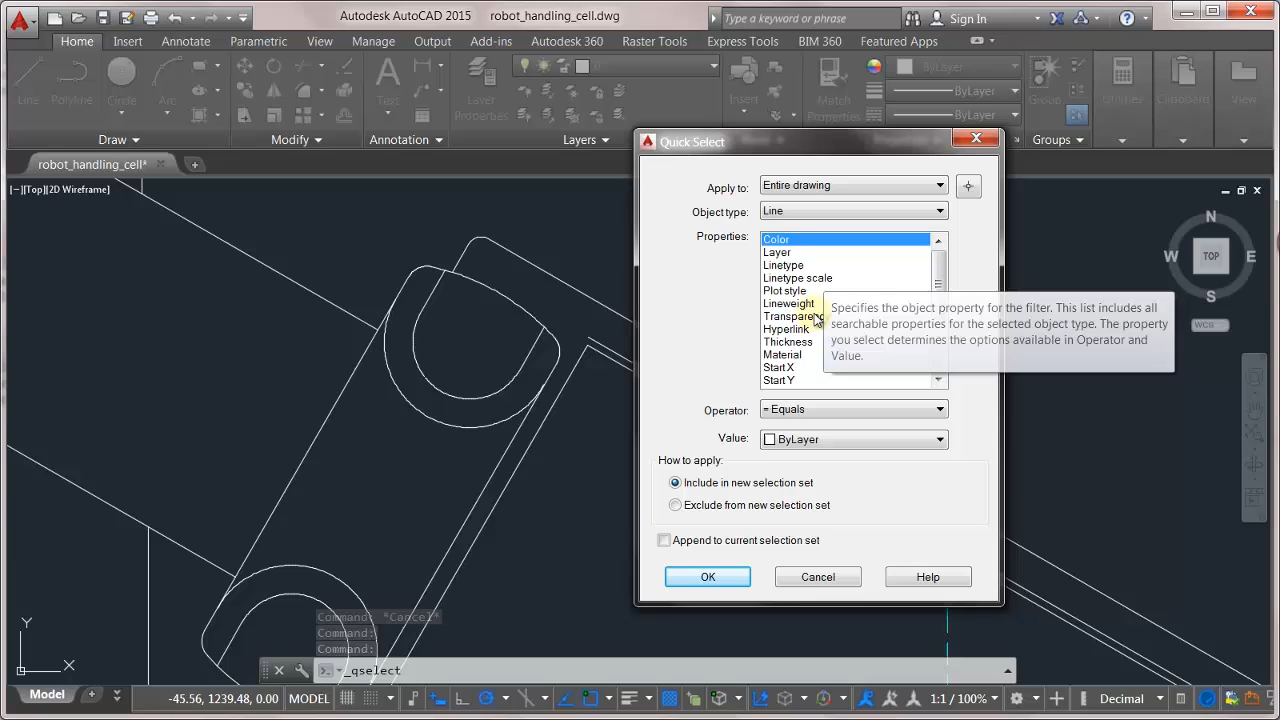 Autodesk AutoCAD 2015 robot_handling_cell.dwg
Type a keyword or phrase
Sign In
Home Insert Annotate Parametric View Manage Output Add-ins Autodesk 360 Raster Tools Express Tools BIM 360 Featured Apps
Line Polyline Circle Arc Text Layer Properties 0 Insert Match Properties ByLayer Group Utilities Clipboard View
ByLayer
ByLayer
Draw Modify Annotation Layers Groups
robot_handling_cell*
[−][Top][2D Wireframe]
Quick Select
Apply to: Entire drawing
Object type: Line
Properties: Color
Layer
Linetype
Linetype scale
Plot style
Lineweight
Transparenc
Hyperlink
Thickness
Material
Start X
Start Y
Specifies the object property for the filter. This list includes all
searchable properties for the selected object type. The property
you select determines the options available in Operator and
Value.
Operator: = Equals
Value: ByLayer
How to apply:
Include in new selection set
Exclude from new selection set
Append to current selection set
OK Cancel Help
N
W TOP E
S
WCS
Command: *Cancel*
Command:
Command:
_qselect
Y
X
Model
-45.56, 1239.48, 0.00 MODEL 1:1 / 100% Decimal